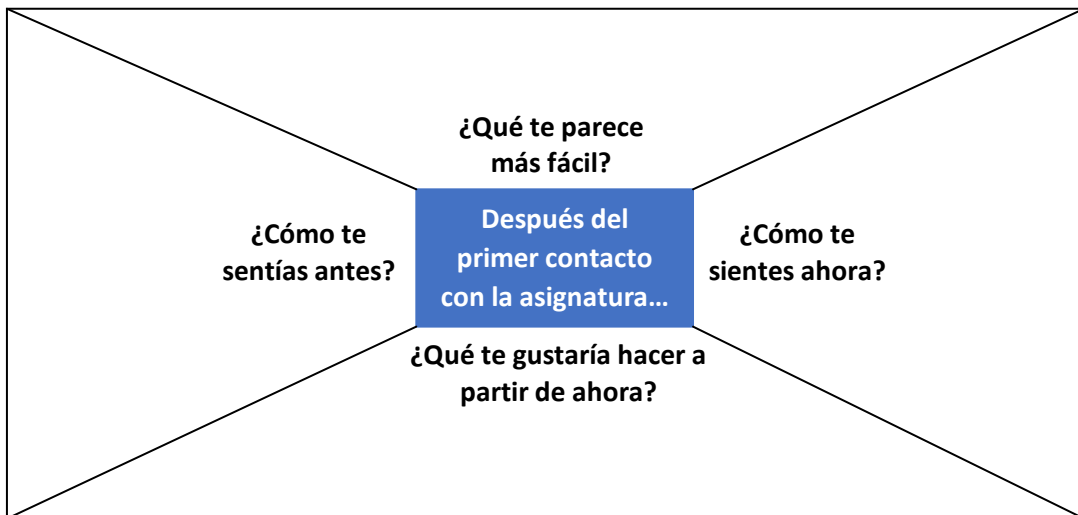 ¿Qué te parece
más fácil?
¿Cómo te
sentías antes?
Después del
primer contacto
con la asignatura…
¿Cómo te
sientes ahora?
¿Qué te gustaría hacer a
partir de ahora?